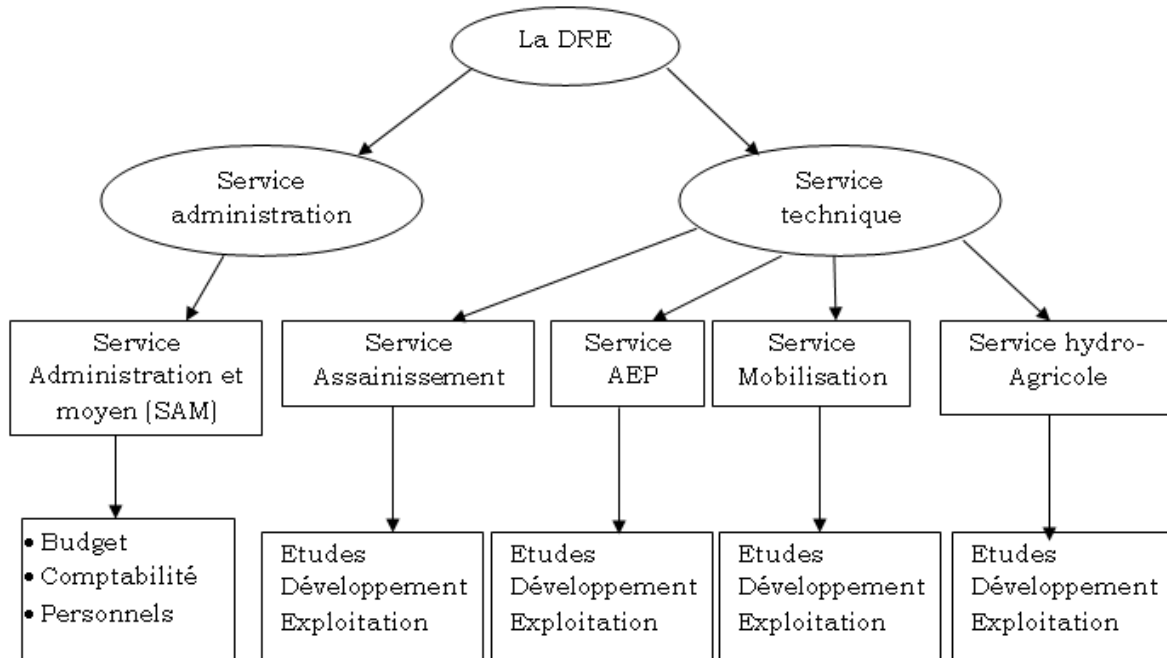 La DRE
Service
administration
Service
technique
Service
Administration et
moyen (SAM)
Service
Assainissement
Service
AEP
Service
Mobilisation
Service hydro-
Agricole
• Budget
• Comptabilité
• Personnels
Etudes
Développement
Exploitation
Etudes
Développement
Exploitation
Etudes
Développement
Exploitation
Etudes
Développement
Exploitation